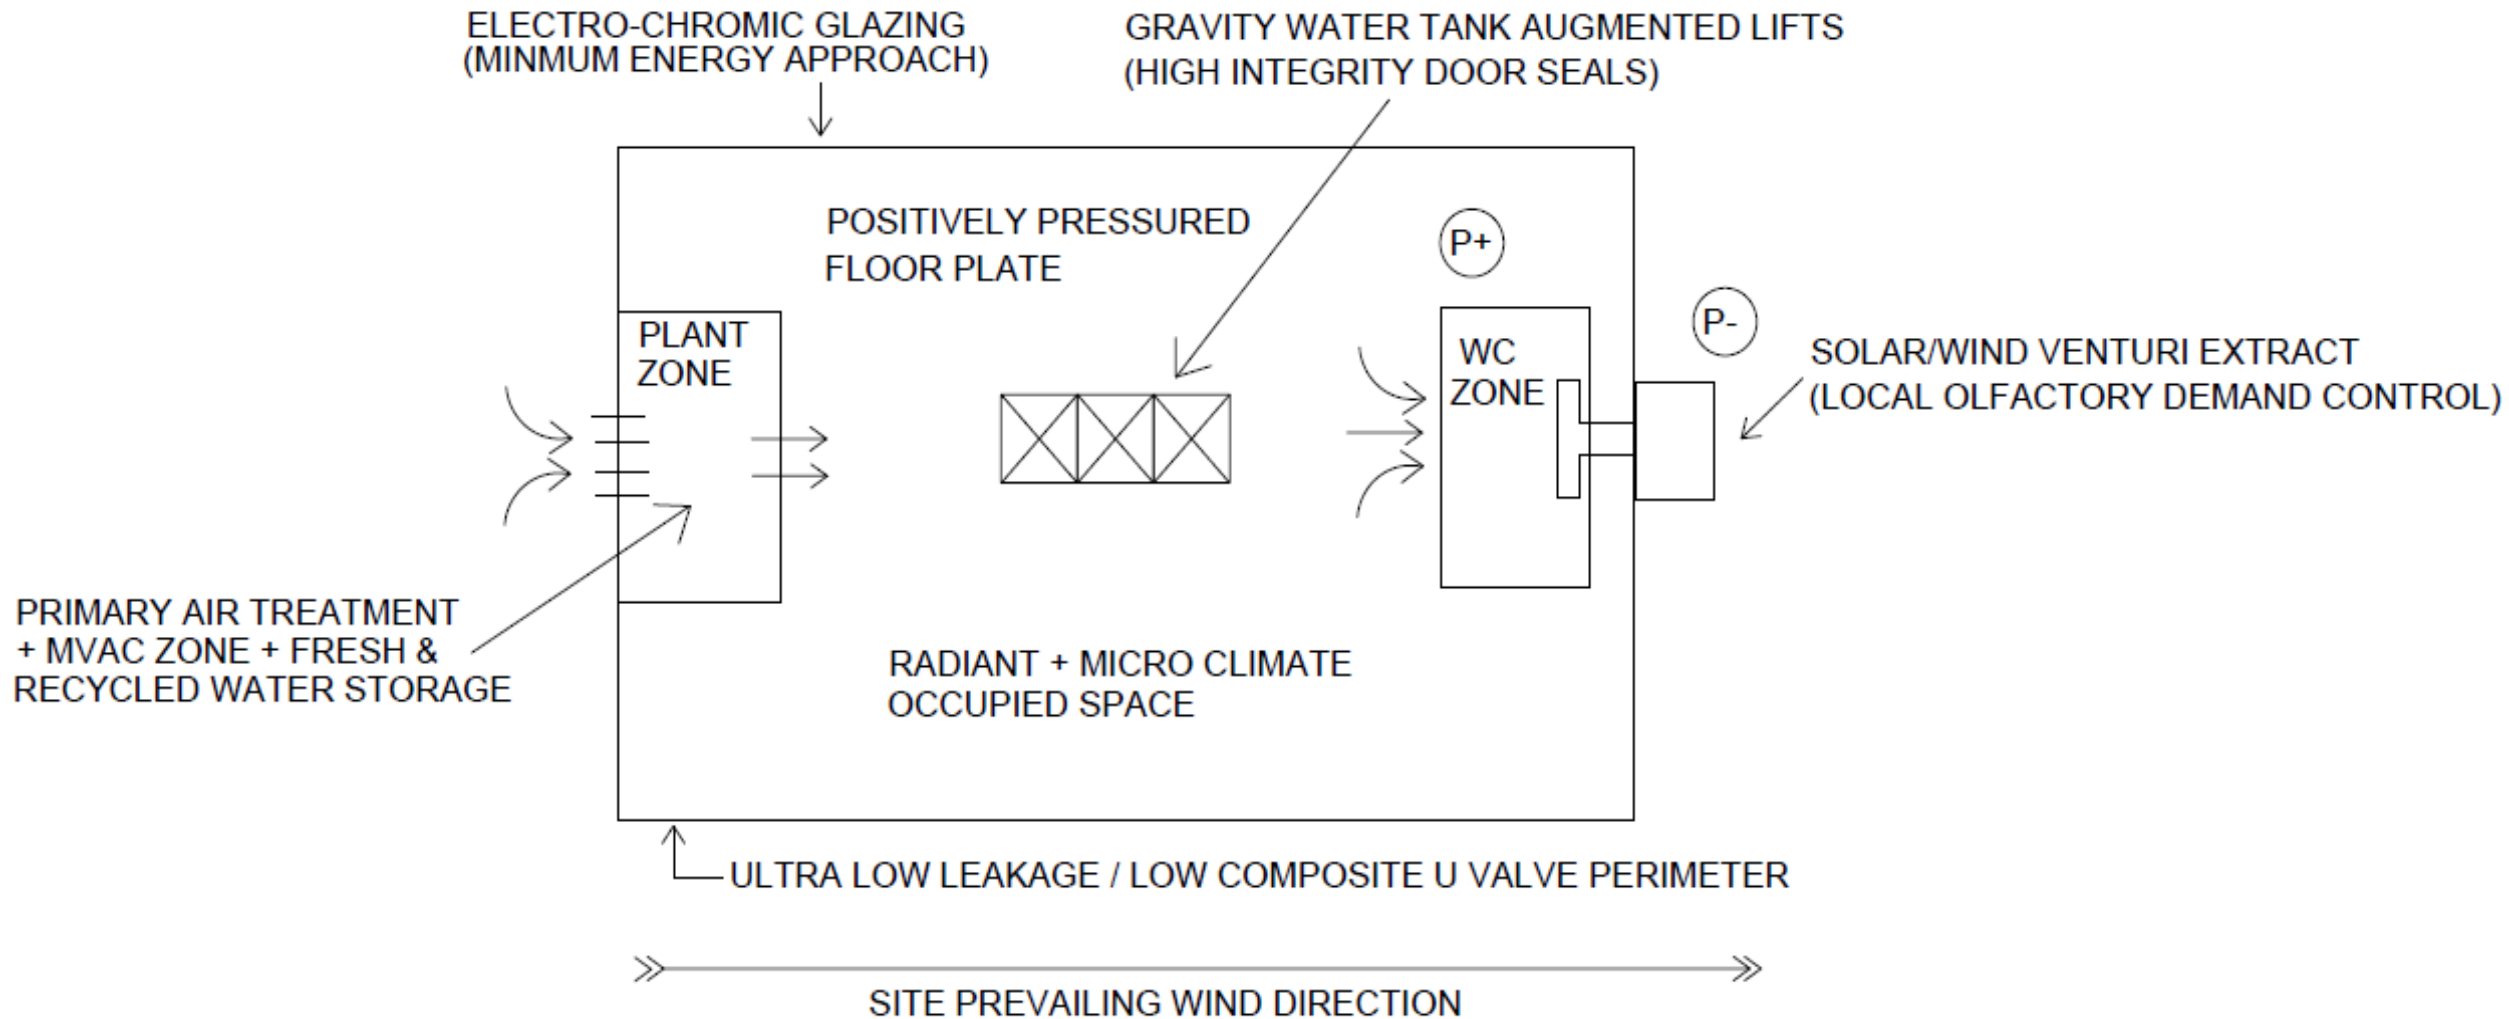 ELECTRO-CHROMIC GLAZING
(MINMUM ENERGY APPROACH)
GRAVITY WATER TANK AUGMENTED LIFTS
(HIGH INTEGRITY DOOR SEALS)
POSITIVELY PRESSURED
FLOOR PLATE
P+
P-
PLANT
ZONE
WC
ZONE
SOLAR/WIND VENTURI EXTRACT
(LOCAL OLFACTORY DEMAND CONTROL)
PRIMARY AIR TREATMENT
+ MVAC ZONE + FRESH &
RECYCLED WATER STORAGE
RADIANT + MICRO CLIMATE
OCCUPIED SPACE
ULTRA LOW LEAKAGE / LOW COMPOSITE U VALVE PERIMETER
SITE PREVAILING WIND DIRECTION